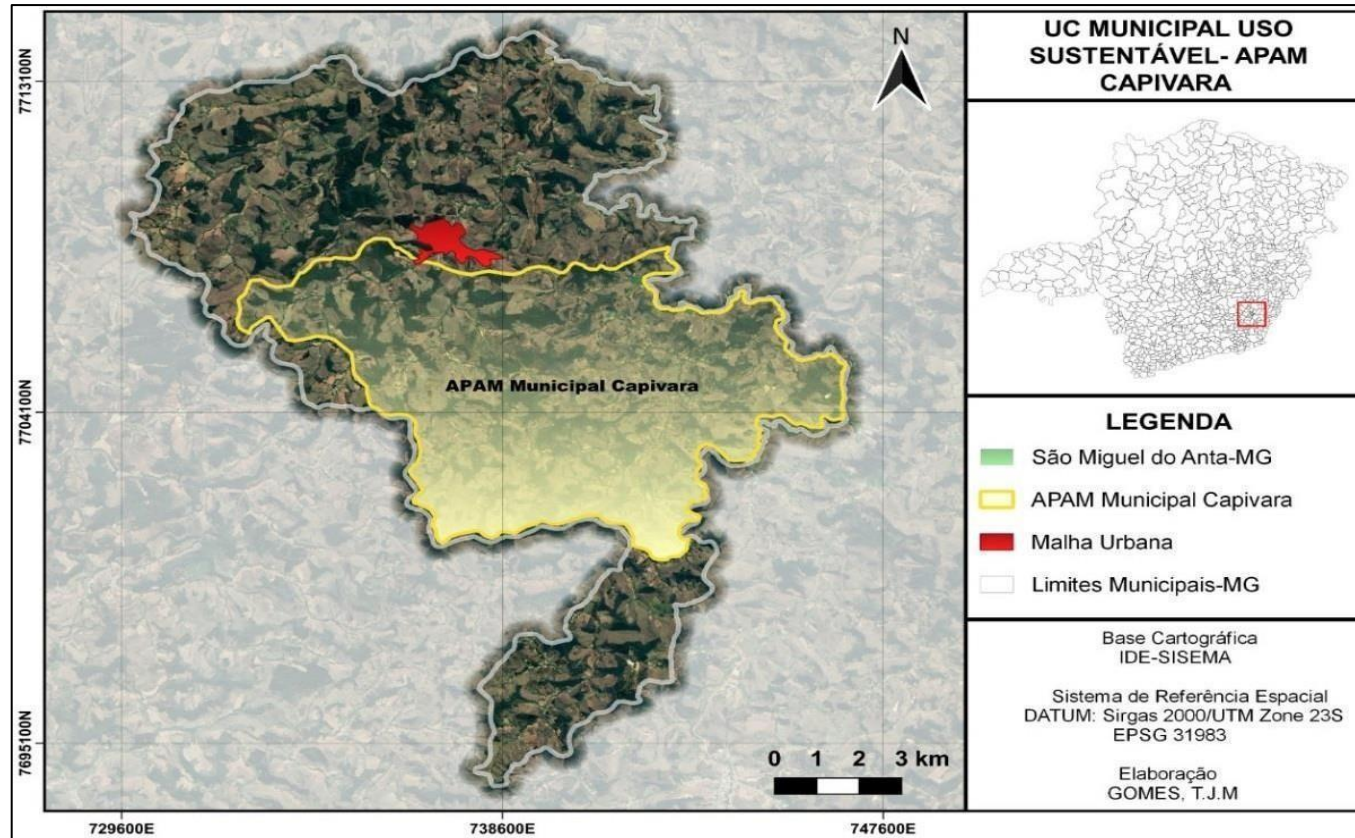 UC MUNICIPAL USO
SUSTENTÁVEL- APAM
CAPIVARA
N
7713100N
7704100N
7695100N
APAM Municipal Capivara
0 1 2 3 km
729600E
738600E
747600E
LEGENDA
São Miguel do Anta-MG
APAM Municipal Capivara
Malha Urbana
Limites Municipais-MG
Base Cartográfica
IDE-SISEMA
Sistema de Referência Espacial
DATUM: Sirgas 2000/UTM Zone 23S
EPSG 31983
Elaboração
GOMES, T.J.M